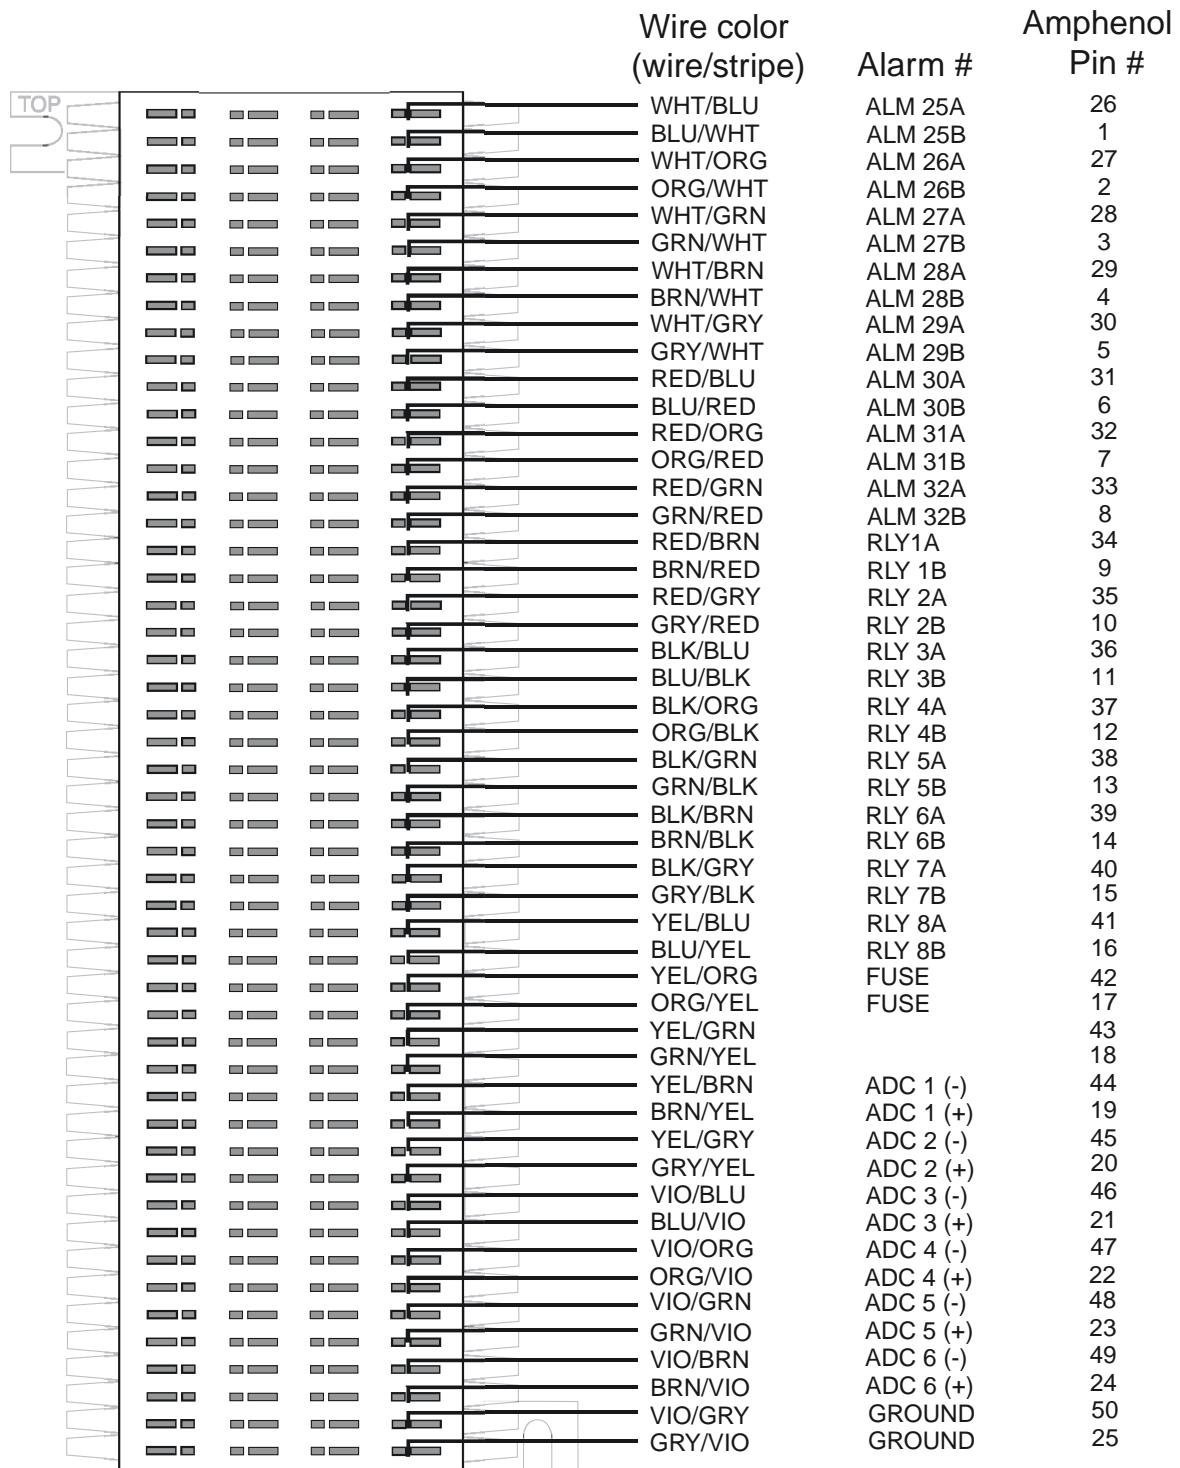 Wire color Amphenol
(wire/stripe) Alarm # Pin #
TOP
WHT/BLU ALM 25A 26
BLU/WHT ALM 25B 1
WHT/ORG ALM 26A 27
ORG/WHT ALM 26B 2
WHT/GRN ALM 27A 28
GRN/WHT ALM 27B 3
WHT/BRN ALM 28A 29
BRN/WHT ALM 28B 4
WHT/GRY ALM 29A 30
GRY/WHT ALM 29B 5
RED/BLU ALM 30A 31
BLU/RED ALM 30B 6
RED/ORG ALM 31A 32
ORG/RED ALM 31B 7
RED/GRN ALM 32A 33
GRN/RED ALM 32B 8
RED/BRN RLY1A 34
BRN/RED RLY 1B 9
RED/GRY RLY 2A 35
GRY/RED RLY 2B 10
BLK/BLU RLY 3A 36
BLU/BLK RLY 3B 11
BLK/ORG RLY 4A 37
ORG/BLK RLY 4B 12
BLK/GRN RLY 5A 38
GRN/BLK RLY 5B 13
BLK/BRN RLY 6A 39
BRN/BLK RLY 6B 14
BLK/GRY RLY 7A 40
GRY/BLK RLY 7B 15
YEL/BLU RLY 8A 41
BLU/YEL RLY 8B 16
YEL/ORG FUSE 42
ORG/YEL FUSE 17
YEL/GRN 43
GRN/YEL 18
YEL/BRN ADC 1 (-) 44
BRN/YEL ADC 1 (+) 19
YEL/GRY ADC 2 (-) 45
GRY/YEL ADC 2 (+) 20
VIO/BLU ADC 3 (-) 46
BLU/VIO ADC 3 (+) 21
VIO/ORG ADC 4 (-) 47
ORG/VIO ADC 4 (+) 22
VIO/GRN ADC 5 (-) 48
GRN/VIO ADC 5 (+) 23
VIO/BRN ADC 6 (-) 49
BRN/VIO ADC 6 (+) 24
VIO/GRY GROUND 50
GRY/VIO GROUND 25